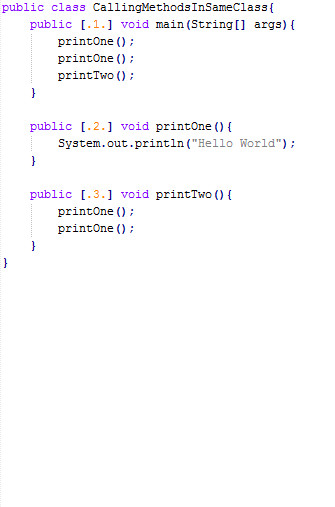 public class CallingMethodsInSameClass{
public [.1.] void main(String[] args){
printOne();
printOne();
printTwo();
}
public [.2.] void printOne(){
System.out.println("Hello World");
}
public [.3.] void printTwo(){
printOne();
printOne();
}
}